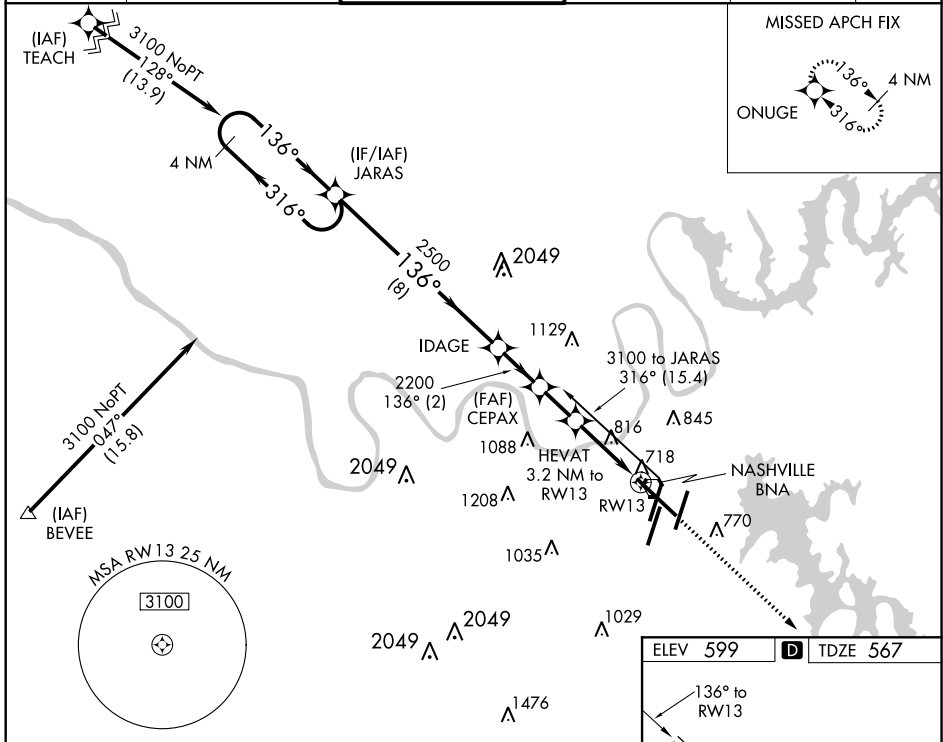 (IAF)
TEACH
3100 NoPT
128°
(13.9)
4 NM
136°
316°
(IF/IAF)
JARAS
MISSED APCH FIX
136°
4 NM
ONUGE
316°
2500
136°
(8)
2049
1129
IDAGE
3100 to JARAS
316° (15.4)
2200
136° (2)
(FAF)
CEPAX
816
845
1088
HEVAT
3.2 NM to
RW13
718
NASHVILLE
BNA
3100 NoPT
047°
(15.8)
2049
1208
RW13
(IAF)
BEVEE
770
1035
MSA RW13 25 NM
3100
1029
2049
2049
1476
ELEV 599
D
TDZE 567
136° to
RW13